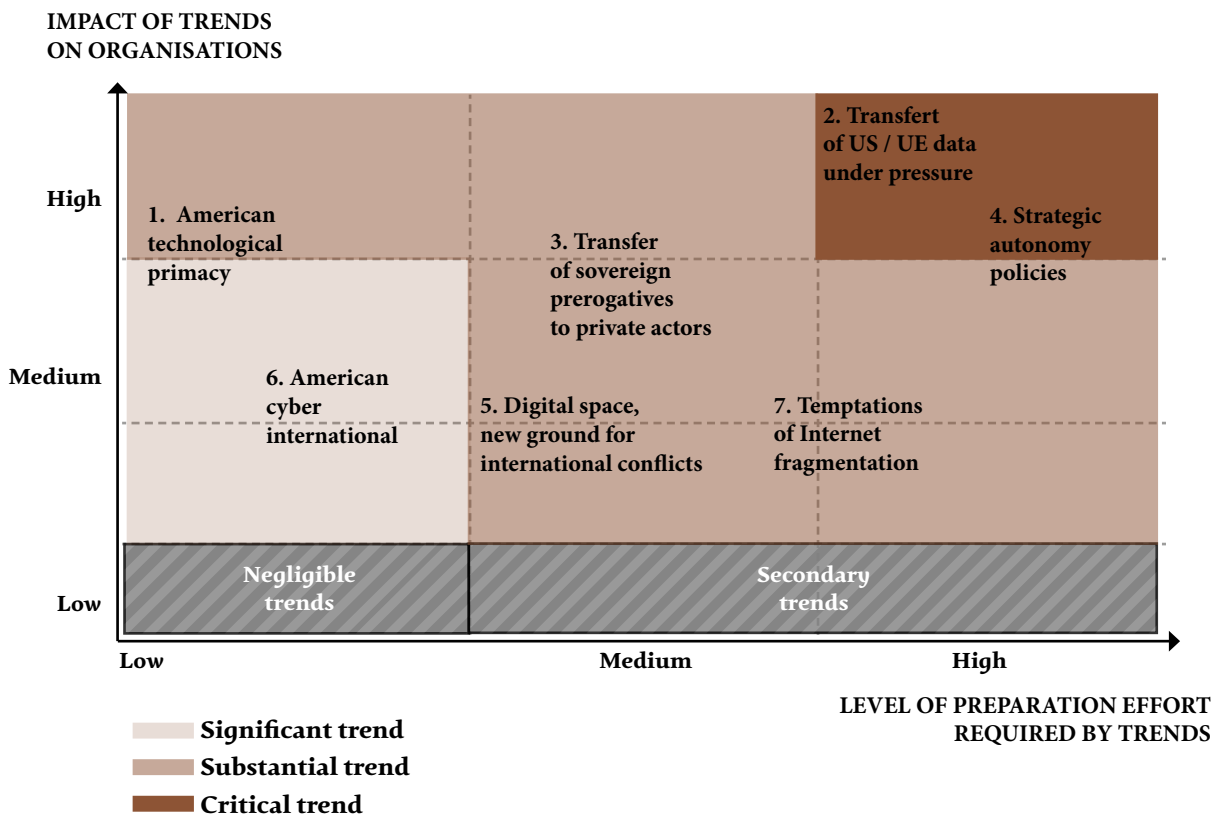 IMPACT OF TRENDS
ON ORGANISATIONS
High
Medium
Low
1. American
technological
primacy
2. Transfert
of US / UE data
under pressure
3. Transfer
of sovereign
prerogatives
to private actors
4. Strategic
autonomy
policies
6. American
cyber
international
5. Digital space,
new ground for
international conflicts
7. Temptations
of Internet
fragmentation
Negligible
trends
Secondary
trends
Low
Medium
High
LEVEL OF PREPARATION EFFORT
REQUIRED BY TRENDS
Significant trend
Substantial trend
Critical trend